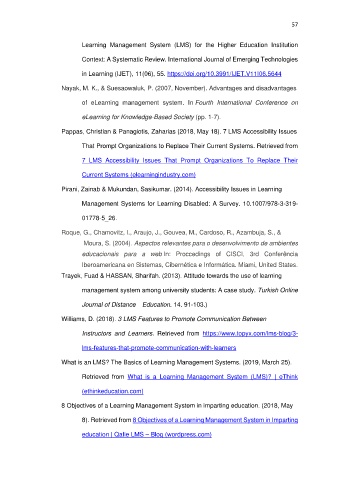 57
Learning Management System (LMS) for the Higher Education Institution
Context: A Systematic Review. International Journal of Emerging Technologies
in Learning (iJET), 11(06), 55. https://doi.org/10.3991/IJET.V11I06.5644
Nayak, M. K., & Suesaowaluk, P. (2007, November). Advantages and disadvantages
of eLearning management system. In Fourth International Conference on
eLearning for Knowledge-Based Society (pp. 1-7).
Pappas, Christian & Panagiotis, Zaharias (2018, May 18). 7 LMS Accessibility Issues
That Prompt Organizations to Replace Their Current Systems. Retrieved from
7 LMS Accessibility Issues That Prompt Organizations To Replace Their
Current Systems (elearningindustry.com)
Pirani, Zainab & Mukundan, Sasikumar. (2014). Accessibility Issues in Learning
Management Systems for Learning Disabled: A Survey. 10.1007/978-3-319-
01778-5_26.
Roque, G., Chamovitz, I., Araujo, J., Gouvea, M., Cardoso, R., Azambuja, S., &
Moura, S. (2004). Aspectos relevantes para o desenvolvimento de ambientes
educacionais para a web In: Proccedings of CISCI, 3rd Conferência
Iberoamericana en Sistemas, Cibernética e Informática. Miami, United States.
Trayek, Fuad & HASSAN, Sharifah. (2013). Attitude towards the use of learning
management system among university students: A case study. Turkish Online
Journal of Distance Education. 14. 91-103.)
Williams, D. (2018). 3 LMS Features to Promote Communication Between
Instructors and Learners. Retrieved from https://www.topyx.com/lms-blog/3-
lms-features-that-promote-communication-with-learners
What is an LMS? The Basics of Learning Management Systems. (2019, March 25).
Retrieved from What is a Learning Management System (LMS)? | eThink
(ethinkeducation.com)
8 Objectives of a Learning Management System in imparting education. (2018, May
8). Retrieved from 8 Objectives of a Learning Management System in Imparting
education | Qafie LMS – Blog (wordpress.com)